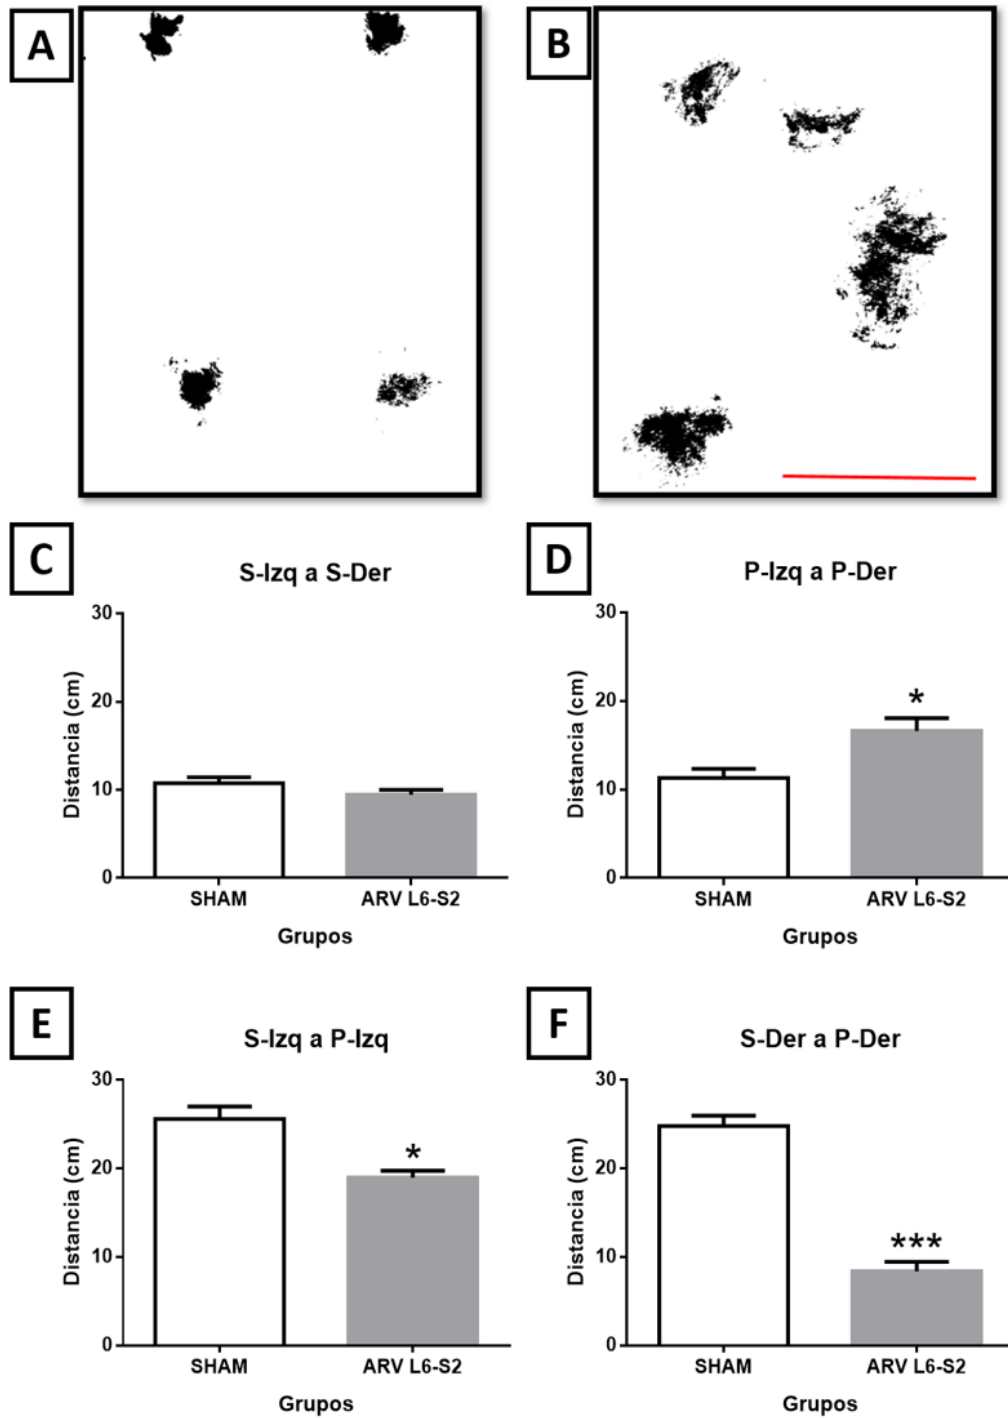 A
B
C
S-Izq a S-Der
30
20
10
0
Distancia (cm)
SHAM
ARV L6-S2
Grupos
D
P-Izq a P-Der
30
20
10
0
Distancia (cm)
*
SHAM
ARV L6-S2
Grupos
E
S-Izq a P-Izq
30
20
10
0
Distancia (cm)
*
SHAM
ARV L6-S2
Grupos
F
S-Der a P-Der
30
20
10
0
Distancia (cm)
***
SHAM
ARV L6-S2
Grupos